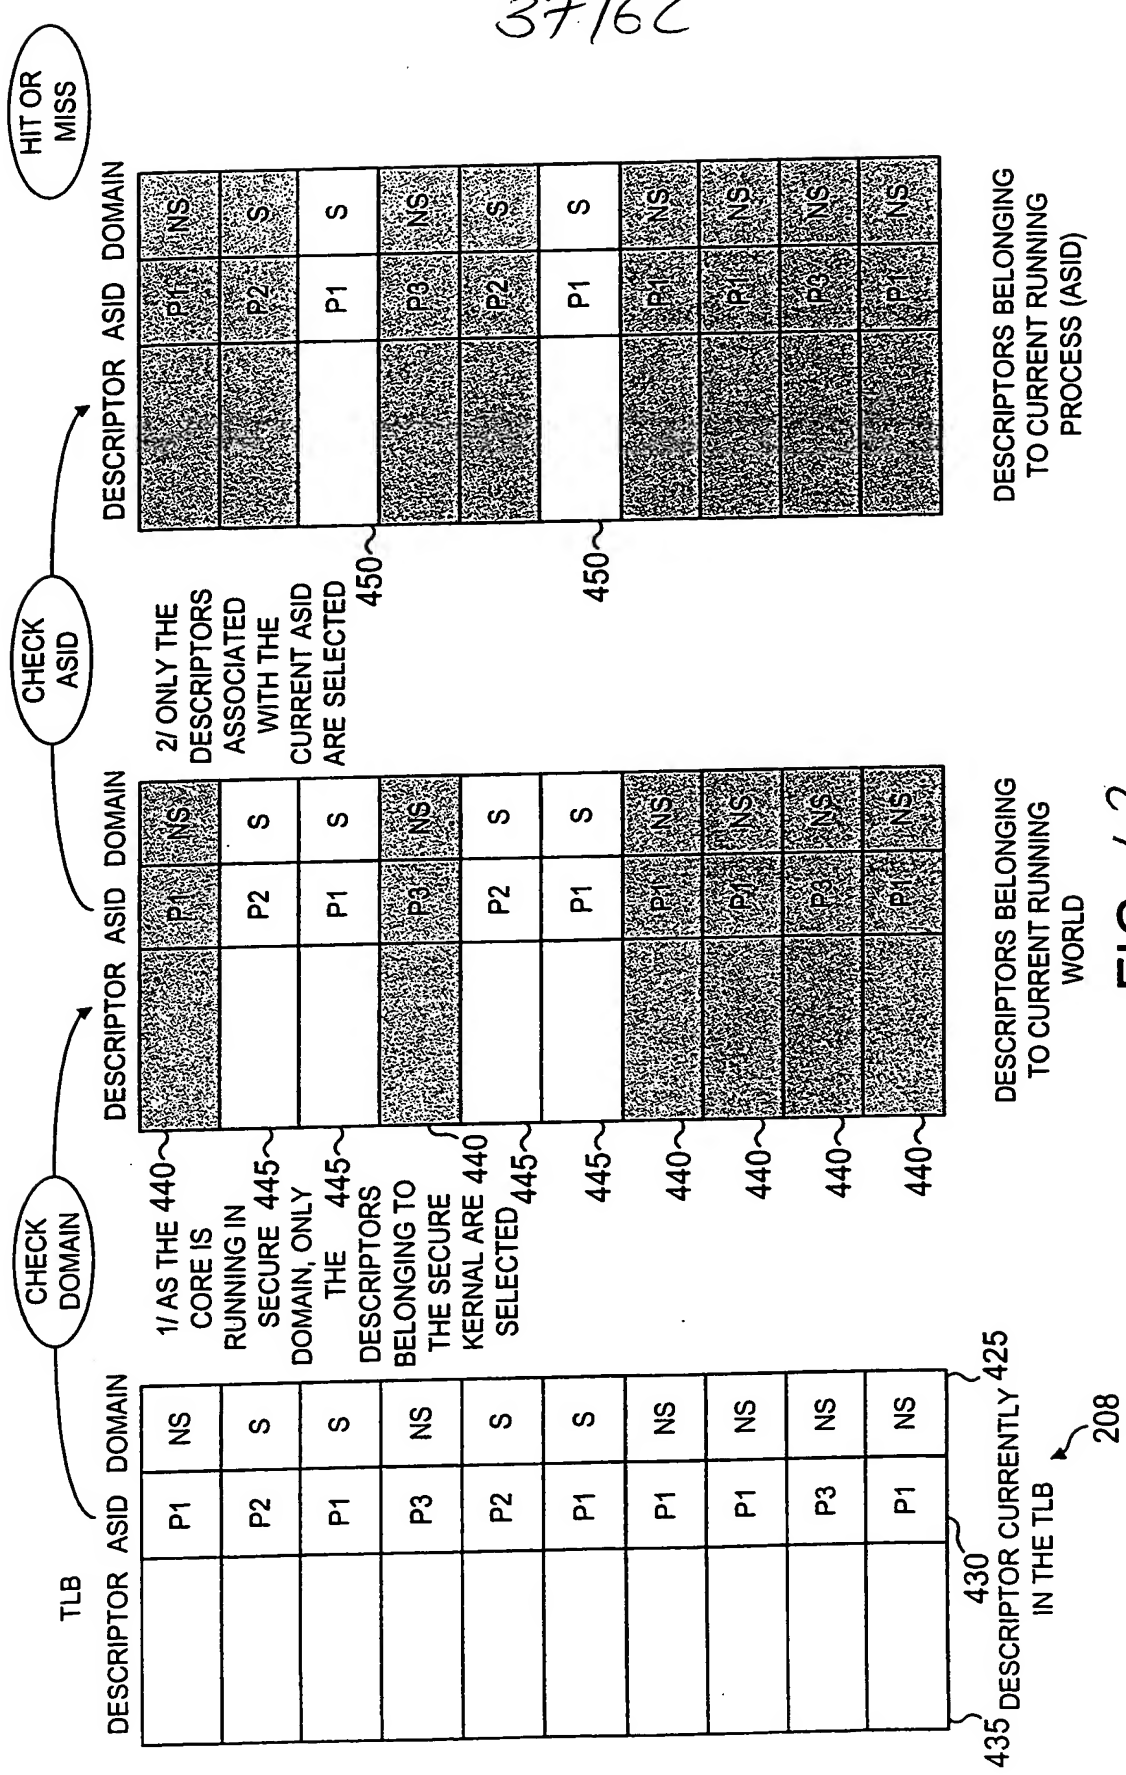 37/62
TLB
DESCRIPTOR ASID DOMAIN
P1 NS
P2 S
P1 S
P3 NS
P2 S
P1 S
P1 NS
P1 NS
P3 NS
P1 NS
435
430
425
DESCRIPTOR CURRENTLY
IN THE TLB
208
CHECK
DOMAIN
1/ AS THE
CORE IS
RUNNING IN
SECURE
DOMAIN, ONLY
THE
DESCRIPTORS
BELONGING TO
THE SECURE
KERNAL ARE
SELECTED
440
445
445
440
445
445
440
440
440
440
DESCRIPTOR ASID DOMAIN
P1 NS
P2 S
P1 S
P3 NS
P2 S
P1 S
P1 NS
P1 NS
P3 NS
P1 NS
DESCRIPTORS BELONGING
TO CURRENT RUNNING
WORLD
CHECK
ASID
2/ ONLY THE
DESCRIPTORS
ASSOCIATED
WITH THE
CURRENT ASID
ARE SELECTED
450
450
DESCRIPTOR ASID DOMAIN
P1 NS
P2 S
P1 S
P3 NS
P2 S
P1 S
P1 NS
P1 NS
P3 NS
P1 NS
DESCRIPTORS BELONGING
TO CURRENT RUNNING
PROCESS (ASID)
HIT OR
MISS